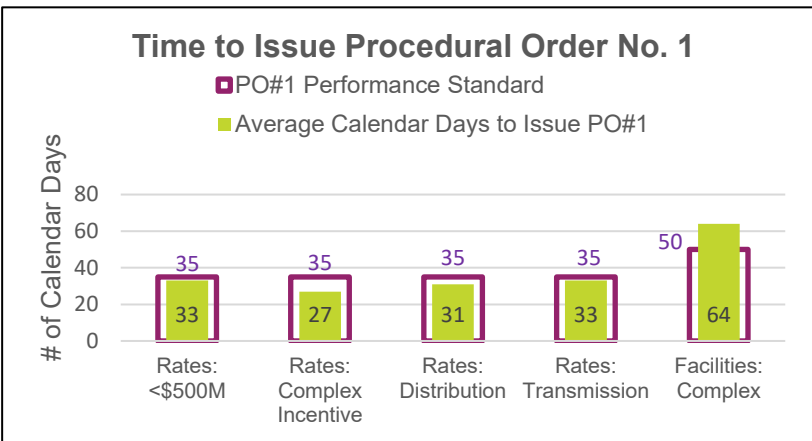 Time to Issue Procedural Order No. 1
PO#1 Performance Standard
Average Calendar Days to Issue PO#1
# of Calendar Days
80
60
40
20
0
35
35
35
35
50
33
27
31
33
64
Rates:
<$500M
Rates:
Complex
Incentive
Rates:
Distribution
Rates:
Transmission
Facilities:
Complex